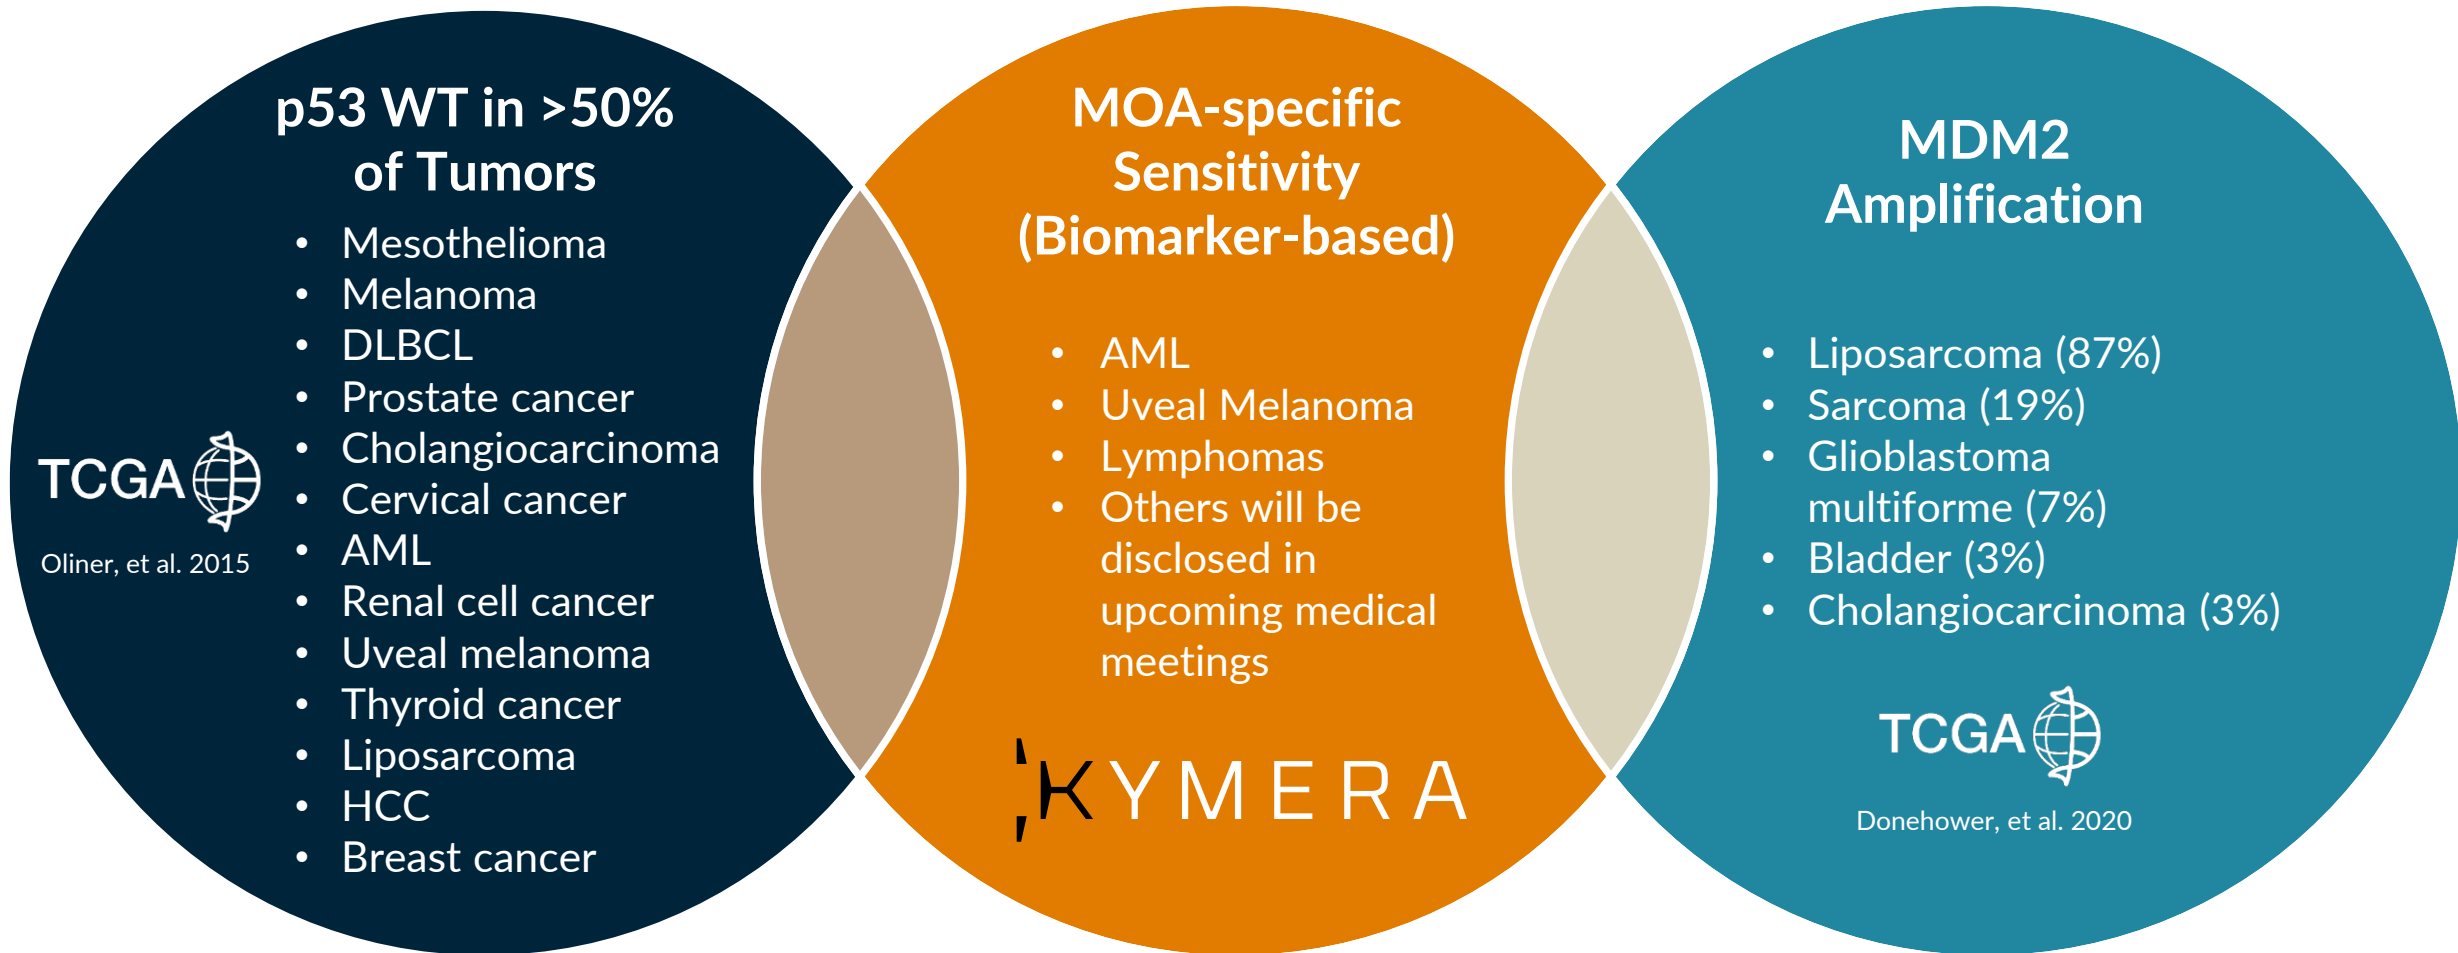 p53 WT in >50%
of Tumors
• Mesothelioma
• Melanoma
• DLBCL
• Prostate cancer
• Cholangiocarcinoma
• Cervical cancer
• AML
• Renal cell cancer
• Uveal melanoma
• Thyroid cancer
• Liposarcoma
• HCC
• Breast cancer
TCGA
Oliner, et al. 2015
MOA-specific
Sensitivity
(Biomarker-based)
• AML
• Uveal Melanoma
• Lymphomas
• Others will be
disclosed in
upcoming medical
meetings
KYMERA
MDM2
Amplification
• Liposarcoma (87%)
• Sarcoma (19%)
• Glioblastoma
multiforme (7%)
• Bladder (3%)
• Cholangiocarcinoma (3%)
TCGA
Donehower, et al. 2020